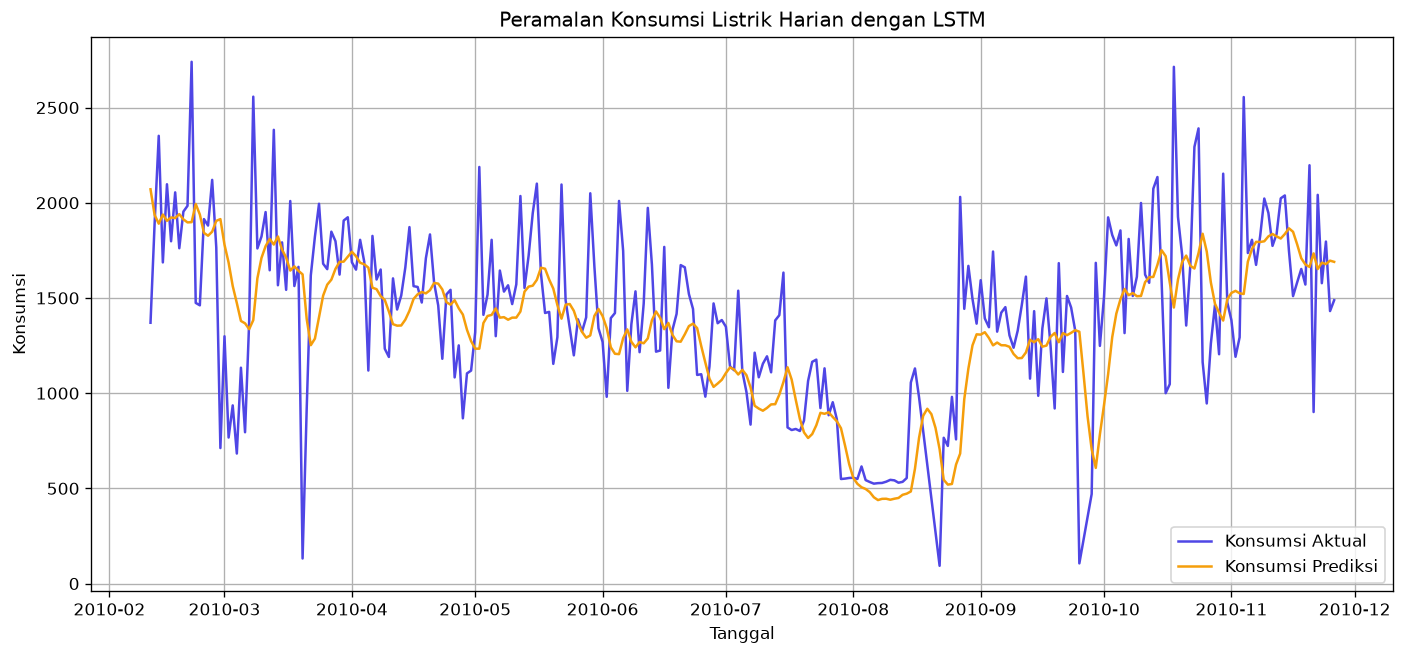 Peramalan Konsumsi Listrik Harian dengan LSTM
Konsumsi
2500
2000
1500
1000
500
0
Konsumsi Aktual
Konsumsi Prediksi
2010-02 2010-03 2010-04 2010-05 2010-06 2010-07 2010-08 2010-09 2010-10 2010-11 2010-12
Tanggal